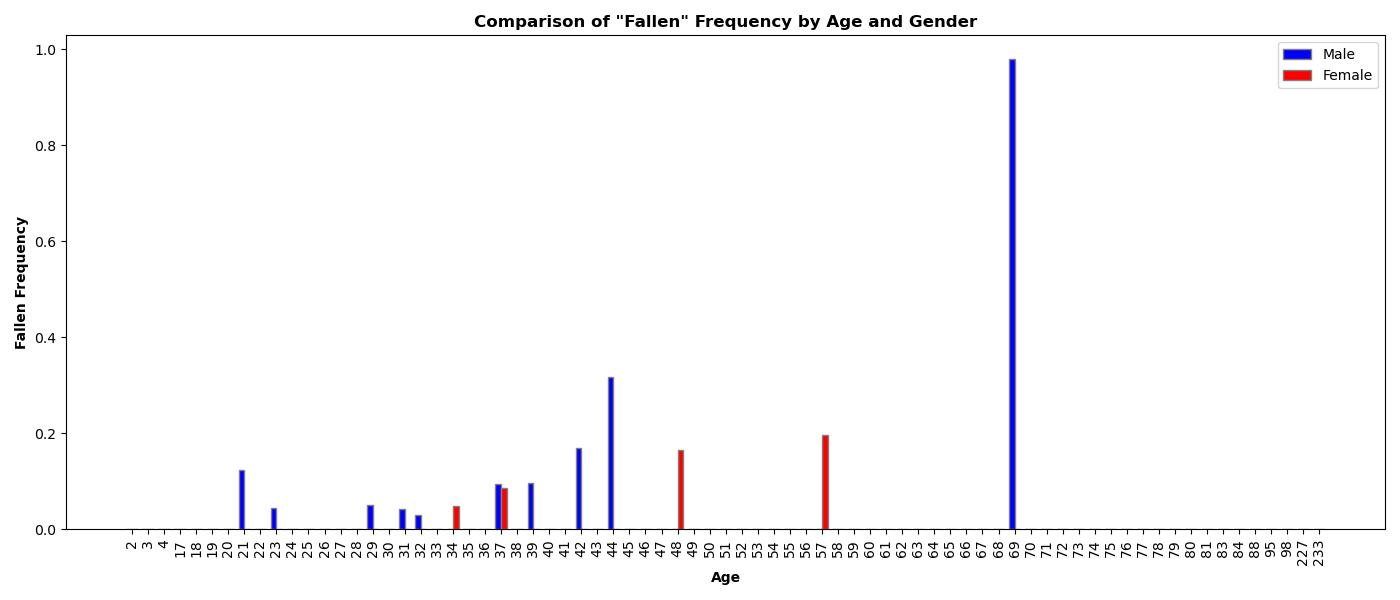 Comparison of "Fallen" Frequency by Age and Gender
Male
Female
Fallen Frequency
1.0
0.8
0.6
0.4
0.2
0.0
2 3 4 17 18 19 20 21 22 23 24 25 26 27 28 29 30 31 32 33 34 35 36 37 38 39 40 41 42 43 44 45 46 47 48 49 50 51 52 53 54 55 56 57 58 59 60 61 62 63 64 65 66 67 68 69 70 71 72 73 74 75 76 77 78 79 80 81 83 84 88 95 98 227 233
Age